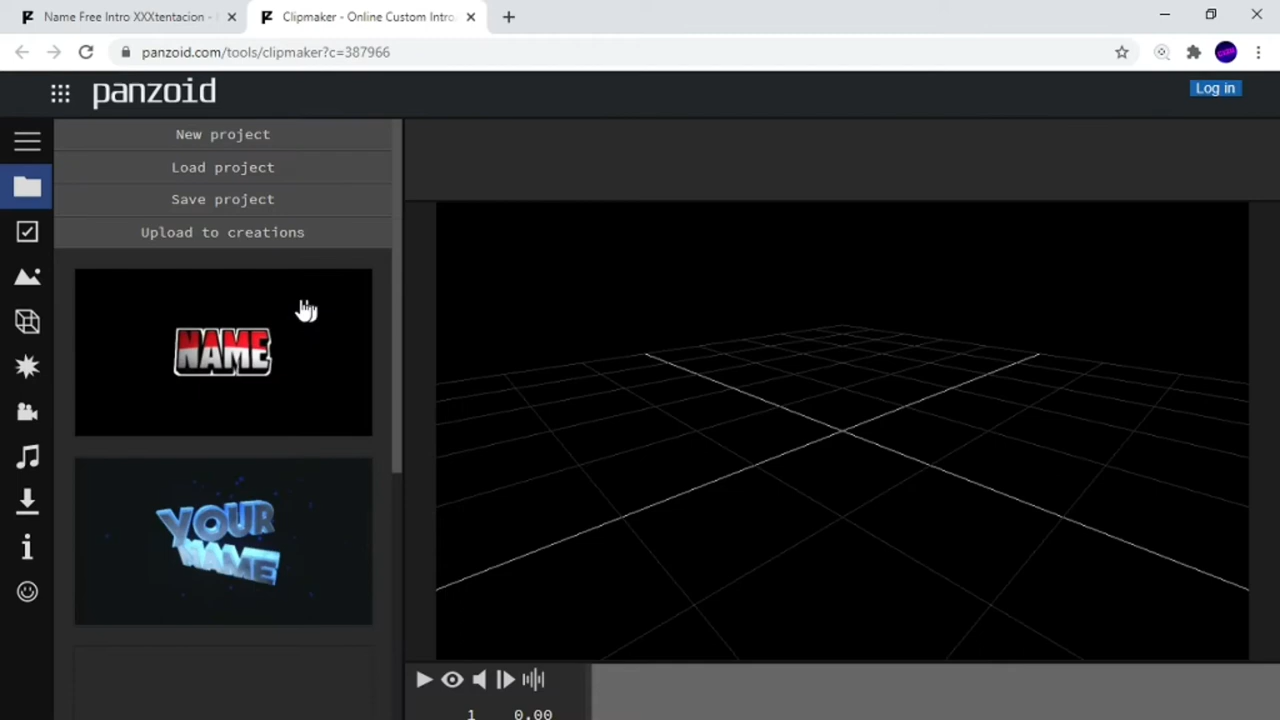 Name Free Intro XXXtentacion -
Clipmaker - Online Custom Intro
panzoid.com/tools/clipmaker?c=387966
panzoid
Log in
New project
Load project
Save project
Upload to creations
NAME
YOUR
NAME
1 0.00